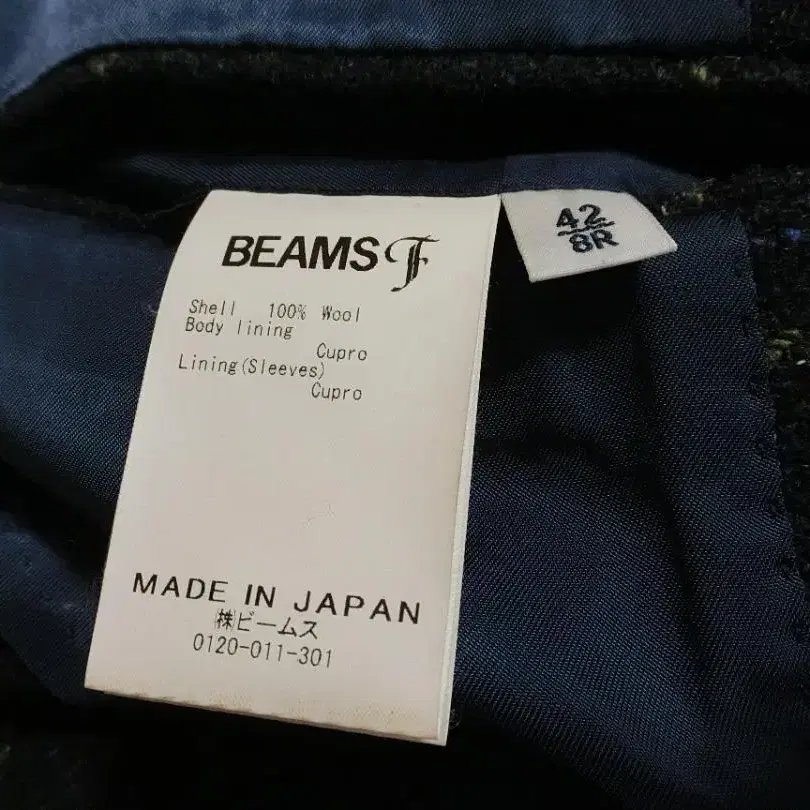 BEAMS F
42
8R
Shell 100% Wool
Body lining
Cupro
Lining(Sleeves)
Cupro
MADE IN JAPAN
㈱ビームス
0120-011-301